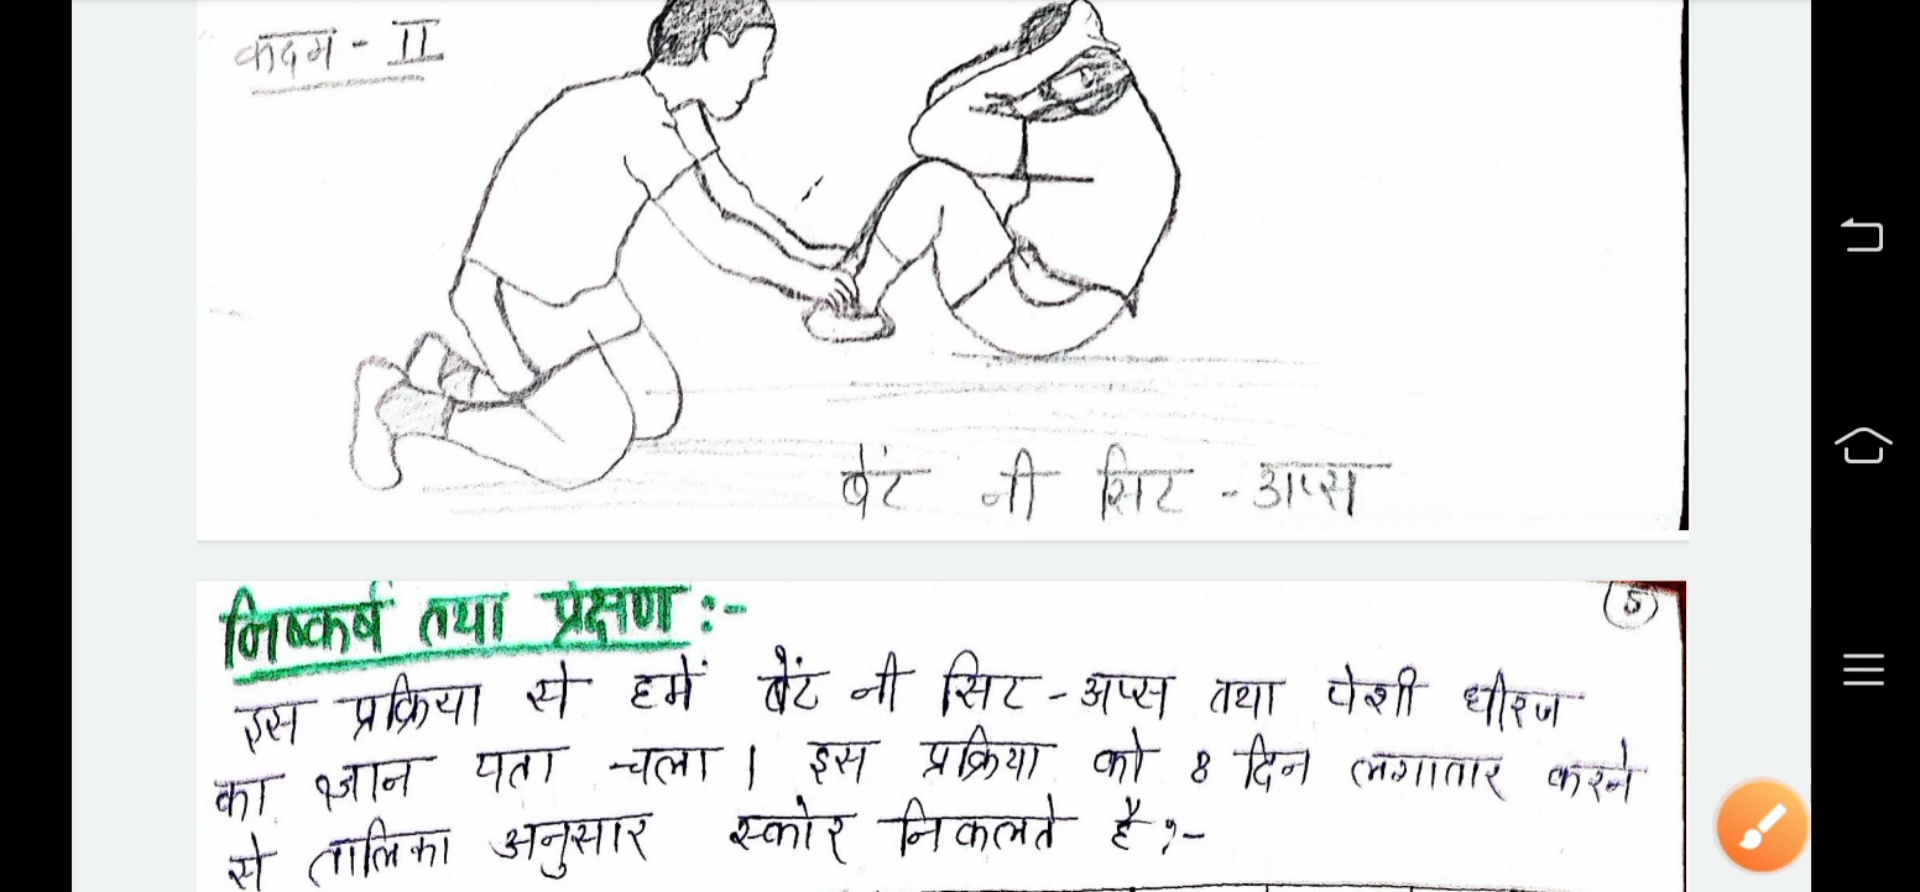 कदम - II
बेंट नी सिट - अप्स
5
निष्कर्ष तथा प्रेक्षण :-
इस प्रक्रिया से हमें बेंट नी सिट - अप्स तथा पेशी धीरज
का ज्ञान पता चला । इस प्रक्रिया को 8 दिन लगातार करने
से तालिका अनुसार स्कोर निकलते है :-